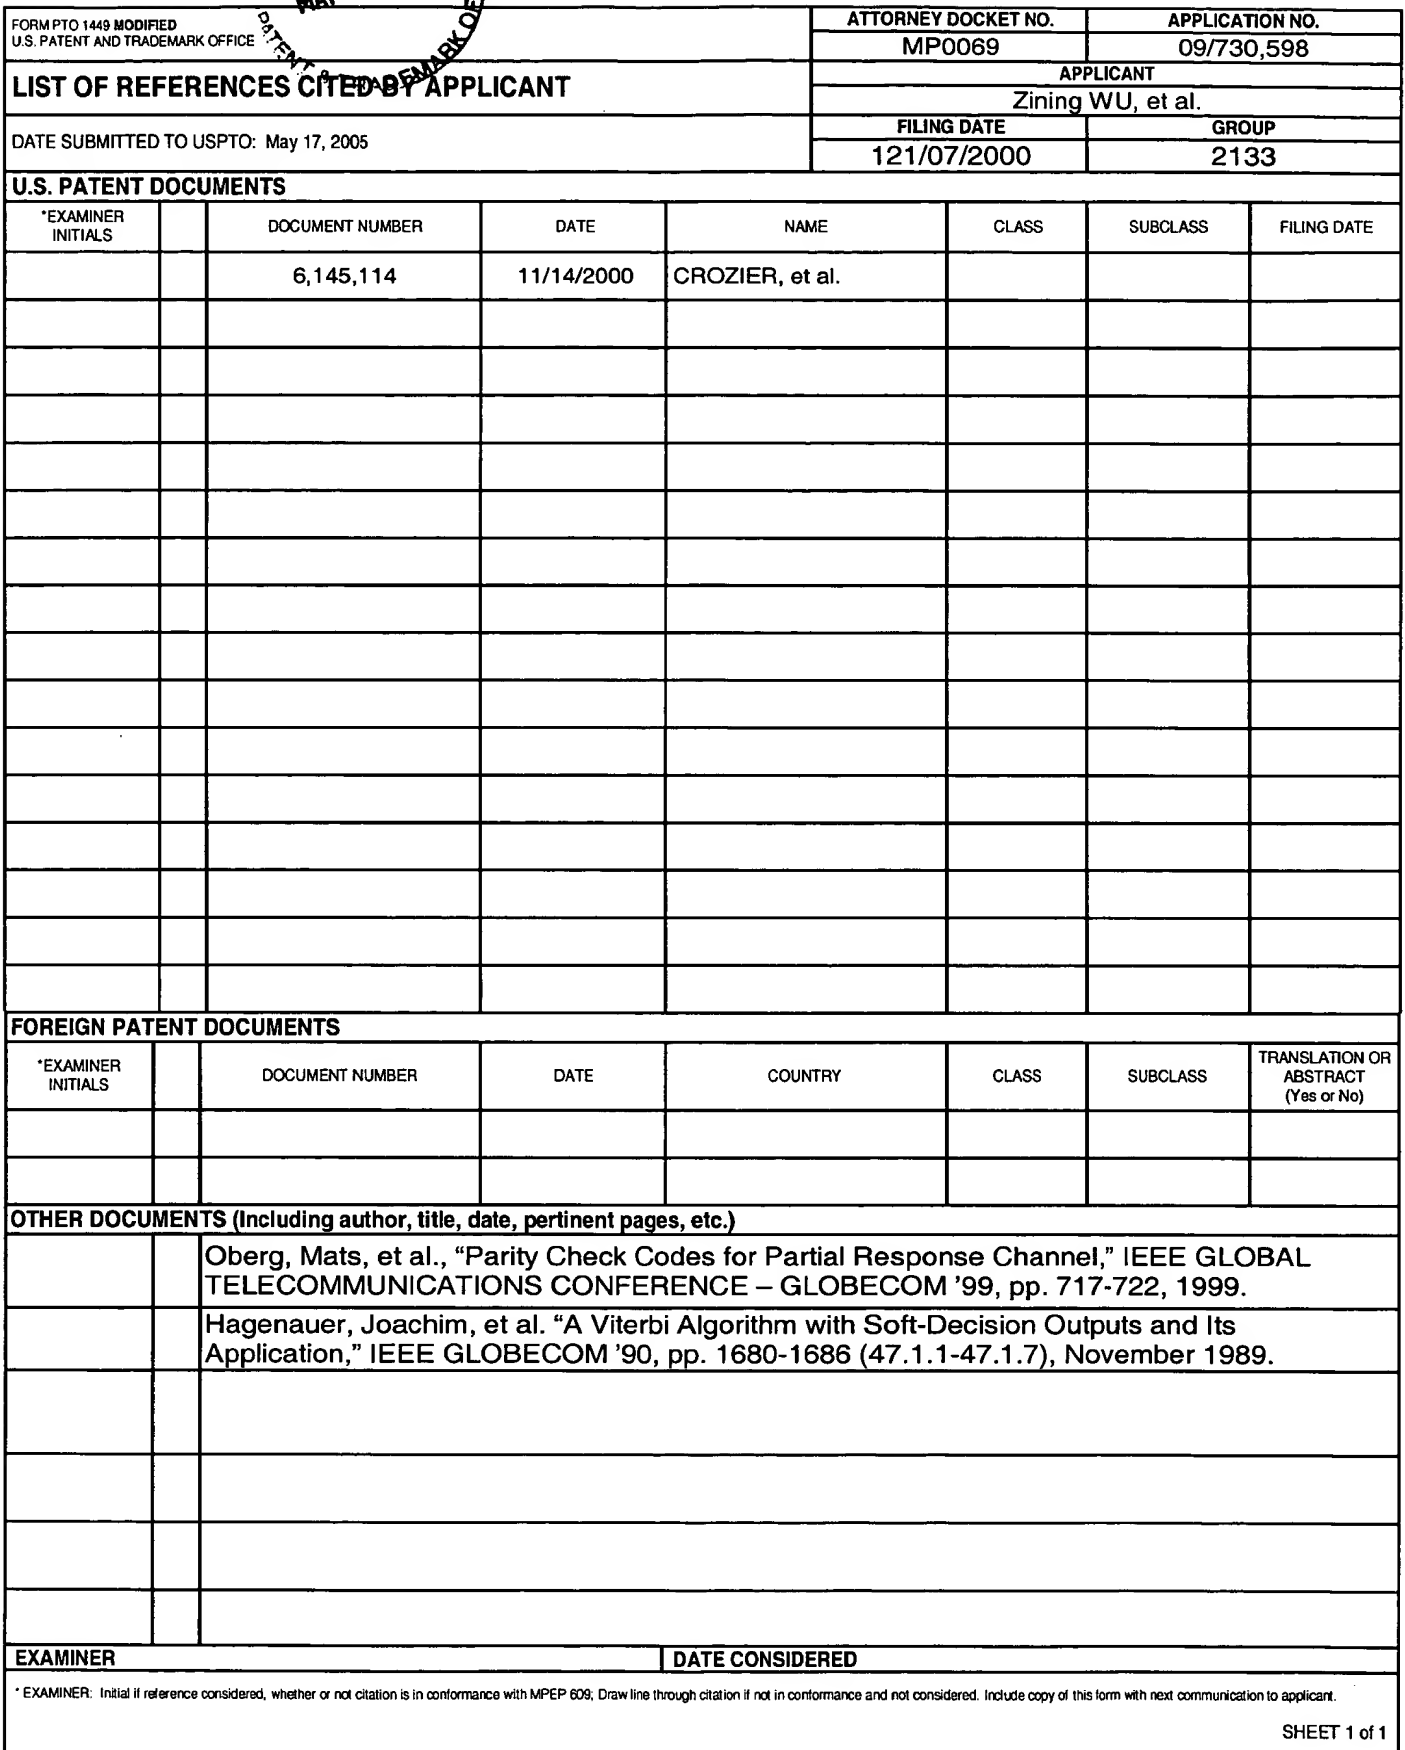 FORM PTO 1449 MODIFIED
U.S. PATENT AND TRADEMARK OFFICE
PATENT & TRADEMARK OF
LIST OF REFERENCES CITED BY APPLICANT
DATE SUBMITTED TO USPTO: May 17, 2005
ATTORNEY DOCKET NO. APPLICATION NO.
MP0069 09/730,598
APPLICANT
Zining WU, et al.
FILING DATE GROUP
121/07/2000 2133
U.S. PATENT DOCUMENTS
*EXAMINER INITIALS DOCUMENT NUMBER DATE NAME CLASS SUBCLASS FILING DATE
6,145,114 11/14/2000 CROZIER, et al.
FOREIGN PATENT DOCUMENTS
*EXAMINER INITIALS DOCUMENT NUMBER DATE COUNTRY CLASS SUBCLASS TRANSLATION OR ABSTRACT (Yes or No)
OTHER DOCUMENTS (Including author, title, date, pertinent pages, etc.)
Oberg, Mats, et al., “Parity Check Codes for Partial Response Channel,” IEEE GLOBAL
TELECOMMUNICATIONS CONFERENCE – GLOBECOM '99, pp. 717-722, 1999.
Hagenauer, Joachim, et al. “A Viterbi Algorithm with Soft-Decision Outputs and Its
Application,” IEEE GLOBECOM '90, pp. 1680-1686 (47.1.1-47.1.7), November 1989.
EXAMINER DATE CONSIDERED
* EXAMINER: Initial if reference considered, whether or not citation is in conformance with MPEP 609; Draw line through citation if not in conformance and not considered. Include copy of this form with next communication to applicant.
SHEET 1 of 1